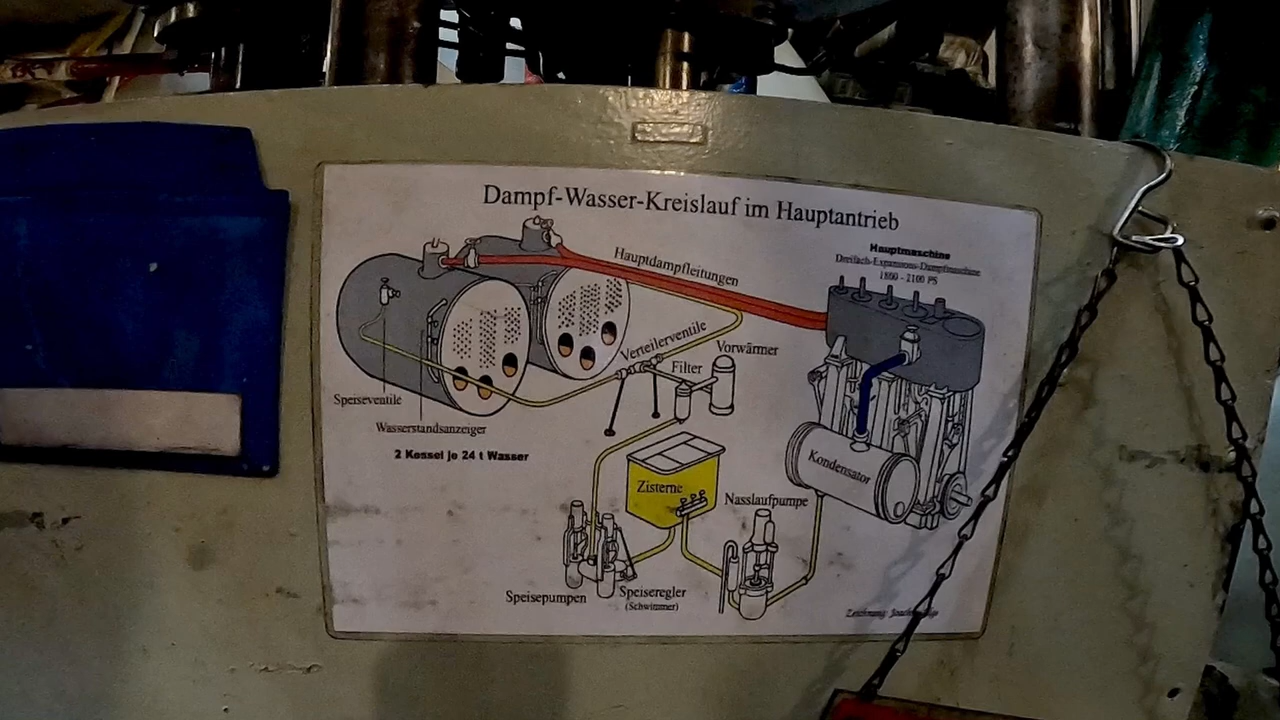 Dampf-Wasser-Kreislauf im Hauptantrieb
Hauptmaschine
Dreifach-Expansions-Dampfmaschine
1800 - 2100 PS
Hauptdampfleitungen
Verteilerventile
Vorwärmer
Filter
Speiseventile
Wasserstandsanzeiger
2 Kessel je 24 t Wasser
Kondensator
Zisterne
Nasslaufpumpe
Speisepumpen
Speiseregler
(Schwimmer)
Zeichnung: